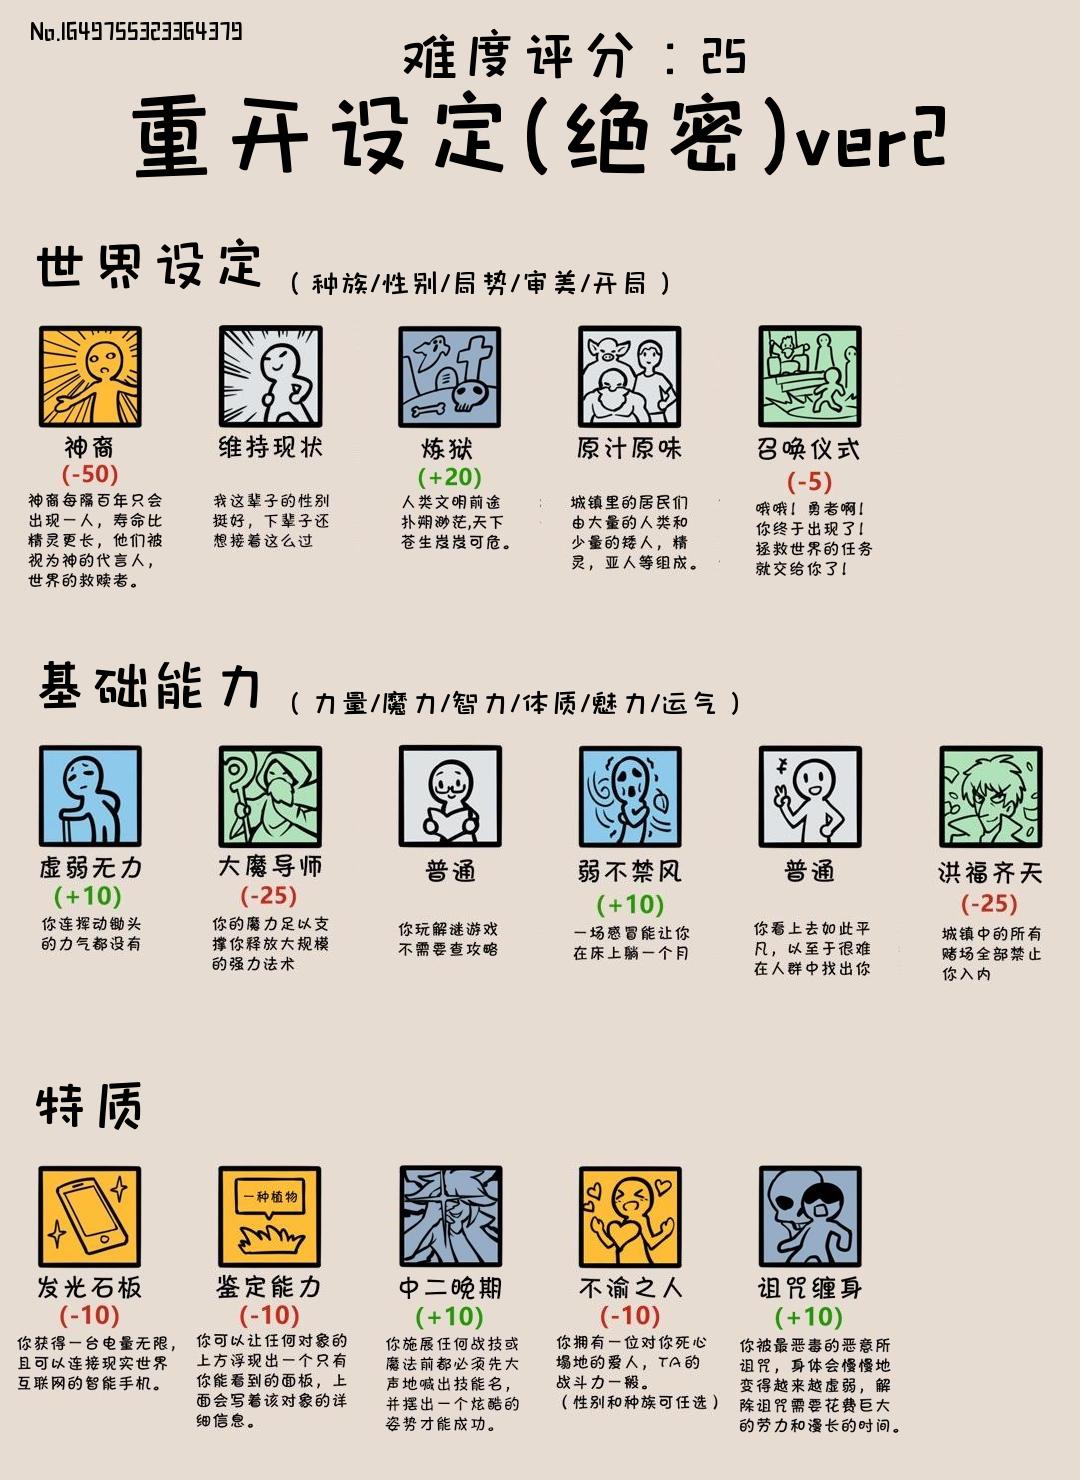 No.1649755323364379
难度评分：25
重开设定(绝密)ver2
世界设定 （种族/性别/局势/审美/开局）
神裔
(-50)
神裔每隔百年只会
出现一人，寿命比
精灵更长，他们被
视为神的代言人，
世界的救赎者。
维持现状
我这辈子的性别
挺好，下辈子还
想接着这么过
炼狱
(+20)
人类文明前途
扑朔渺茫,天下
苍生岌岌可危。
原汁原味
城镇里的居民们
由大量的人类和
少量的矮人，精
灵，亚人等组成。
召唤仪式
(-5)
哦哦！勇者啊！
你终于出现了！
拯救世界的任务
就交给你了！
基础能力 （力量/魔力/智力/体质/魅力/运气）
虚弱无力
(+10)
你连挥动锄头
的力气都没有
大魔导师
(-25)
你的魔力足以支
撑你释放大规模
的强力法术
普通
你玩解谜游戏
不需要查攻略
弱不禁风
(+10)
一场感冒能让你
在床上躺一个月
普通
你看上去如此平
凡，以至于很难
在人群中找出你
洪福齐天
(-25)
城镇中的所有
赌场全部禁止
你入内
特质
发光石板
(-10)
你获得一台电量无限，
且可以连接现实世界
互联网的智能手机。
一种植物
鉴定能力
(-10)
你可以让任何对象的
上方浮现出一个只有
你能看到的面板，上
面会写着该对象的详
细信息。
中二晚期
(+10)
你施展任何战技或
魔法前都必须先大
声地喊出技能名，
并摆出一个炫酷的
姿势才能成功。
不渝之人
(-10)
你拥有一位对你死心
塌地的爱人，TA的
战斗力一般。
（性别和种族可任选）
诅咒缠身
(+10)
你被最恶毒的恶意所
诅咒，身体会慢慢地
变得越来越虚弱，解
除诅咒需要花费巨大
的劳力和漫长的时间。